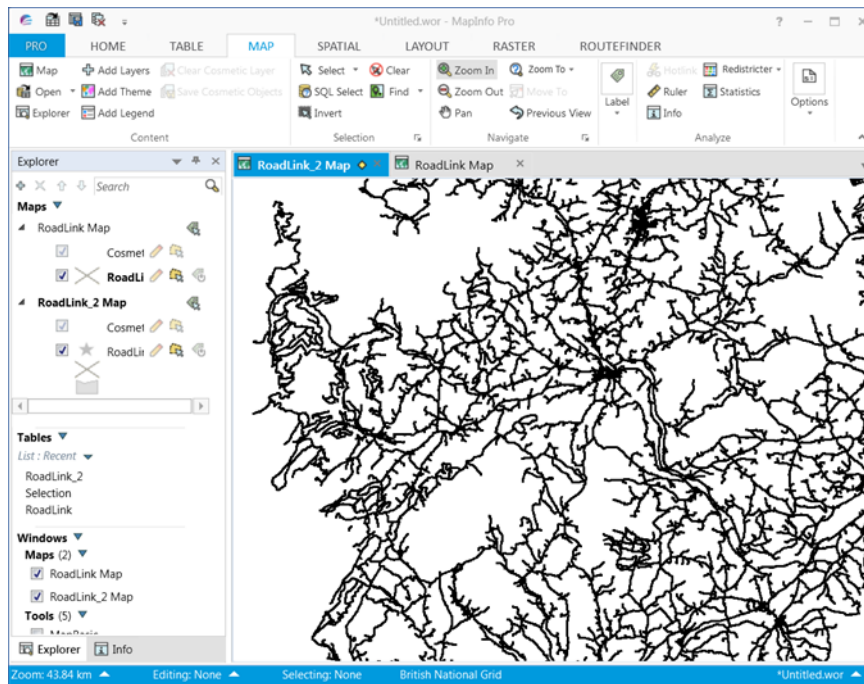 *Untitled.wor - MapInfo Pro
PRO HOME TABLE MAP SPATIAL LAYOUT RASTER ROUTEFINDER
Map Add Layers Clear Cosmetic Layer Select Clear Zoom In Zoom To Label Hotlink Redistricter Options
Open Add Theme Save Cosmetic Objects SQL Select Find Zoom Out Move To Ruler Statistics
Explorer Add Legend Invert Pan Previous View Info
Content Selection Navigate Analyze
Explorer
RoadLink_2 Map RoadLink Map
Search
Maps
RoadLink Map
Cosmet
RoadLi
RoadLink_2 Map
Cosmet
RoadLi
Tables
List : Recent
RoadLink_2
Selection
RoadLink
Windows
Maps (2)
RoadLink Map
RoadLink_2 Map
Tools (5)
MapBasic
Explorer Info
Zoom: 43.84 km Editing: None Selecting: None British National Grid *Untitled.wor